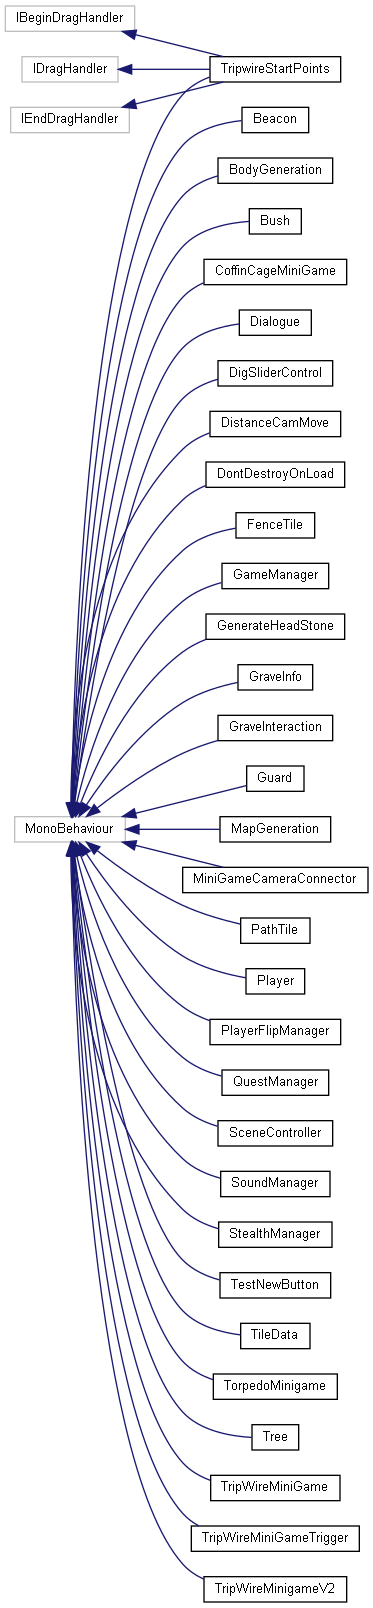 IBeginDragHandler
IDragHandler
TripwireStartPoints
IEndDragHandler
Beacon
BodyGeneration
Bush
CoffinCageMiniGame
Dialogue
DigSliderControl
DistanceCamMove
DontDestroyOnLoad
FenceTile
GameManager
GenerateHeadStone
GraveInfo
GraveInteraction
Guard
MonoBehaviour
MapGeneration
MiniGameCameraConnector
PathTile
Player
PlayerFlipManager
QuestManager
SceneController
SoundManager
StealthManager
TestNewButton
TileData
TorpedoMinigame
Tree
TripWireMiniGame
TripWireMiniGameTrigger
TripWireMinigameV2